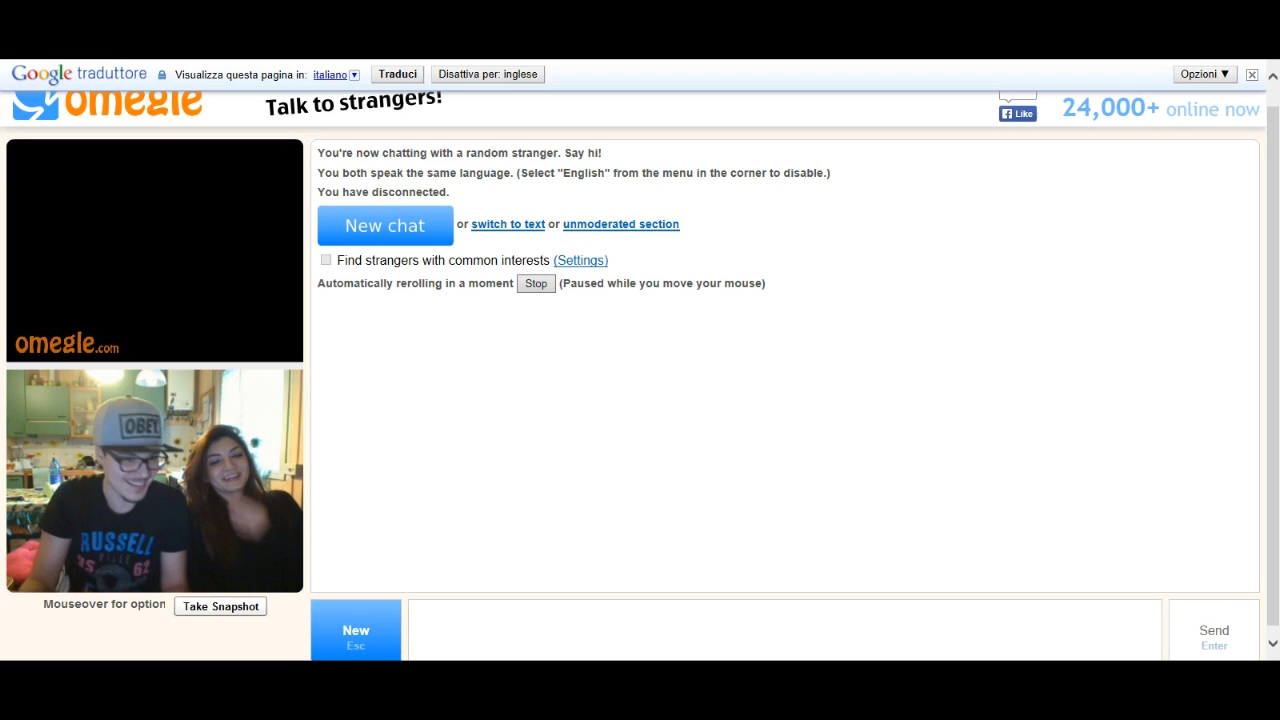 Google traduttore Visualizza questa pagina in: italiano Traduci Disattiva per: inglese Opzioni ▼
omegle Talk to strangers! Like 24,000+ online now
You're now chatting with a random stranger. Say hi!
You both speak the same language. (Select "English" from the menu in the corner to disable.)
You have disconnected.
New chat or switch to text or unmoderated section
Find strangers with common interests (Settings)
Automatically rerolling in a moment Stop (Paused while you move your mouse)
omegle.com
OBEY
RUSSELL
62
Mouseover for option Take Snapshot
New
Esc
Send
Enter